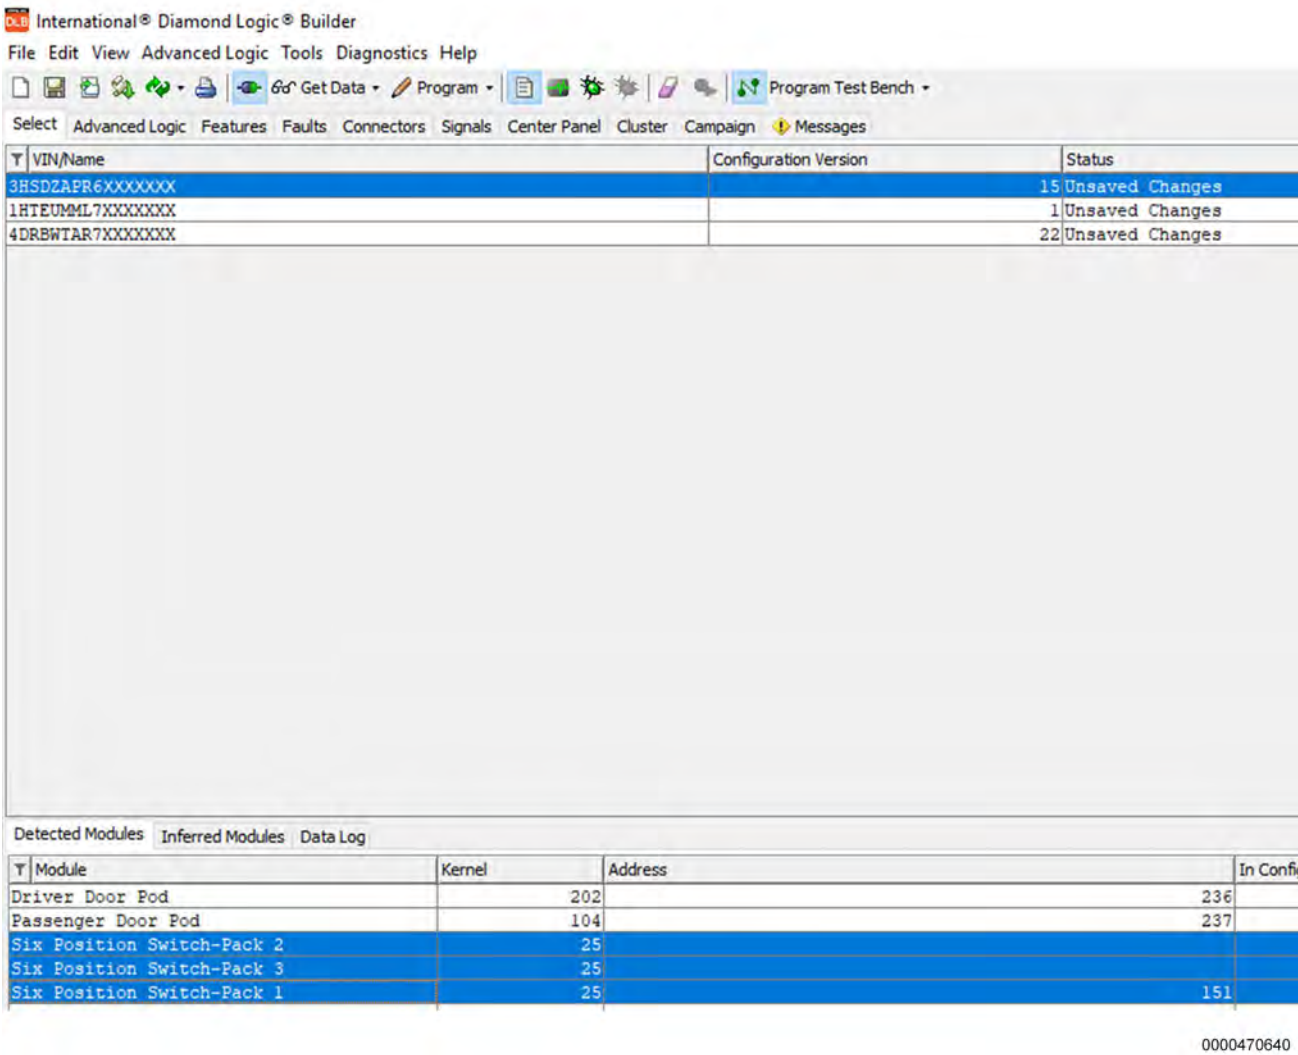 DLB International® Diamond Logic® Builder
File Edit View Advanced Logic Tools Diagnostics Help
Get Data Program Program Test Bench
Select Advanced Logic Features Faults Connectors Signals Center Panel Cluster Campaign Messages
VIN/Name Configuration Version Status
3HSDZAPR6XXXXXXX 15 Unsaved Changes
1HTEUMML7XXXXXXX 1 Unsaved Changes
4DRBWTAR7XXXXXXX 22 Unsaved Changes
Detected Modules Inferred Modules Data Log
Module Kernel Address In Config
Driver Door Pod 202 236
Passenger Door Pod 104 237
Six Position Switch-Pack 2 25
Six Position Switch-Pack 3 25
Six Position Switch-Pack 1 25 151
0000470640